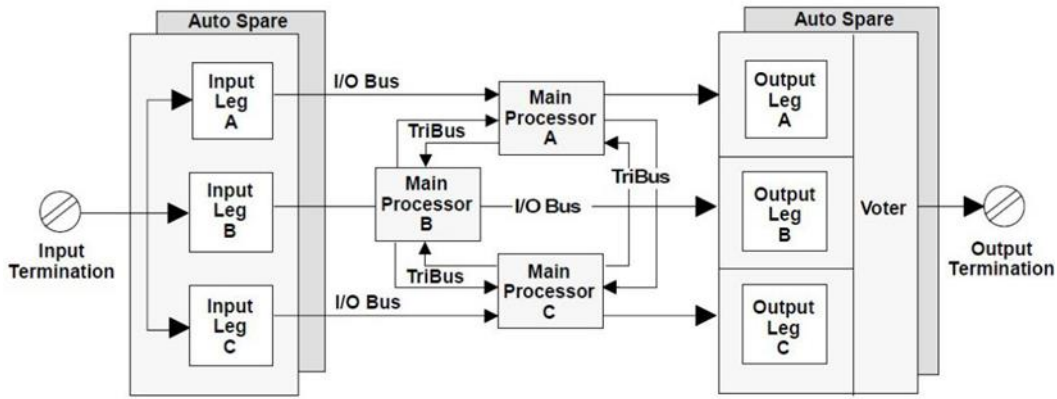 Auto Spare
Input
Leg
A
Input
Leg
B
Input
Leg
C
Input
Termination
I/O Bus
TriBus
Main
Processor
A
Main
Processor
B
I/O Bus
TriBus
TriBus
Main
Processor
C
I/O Bus
Auto Spare
Output
Leg
A
Output
Leg
B
Output
Leg
C
Voter
Output
Termination